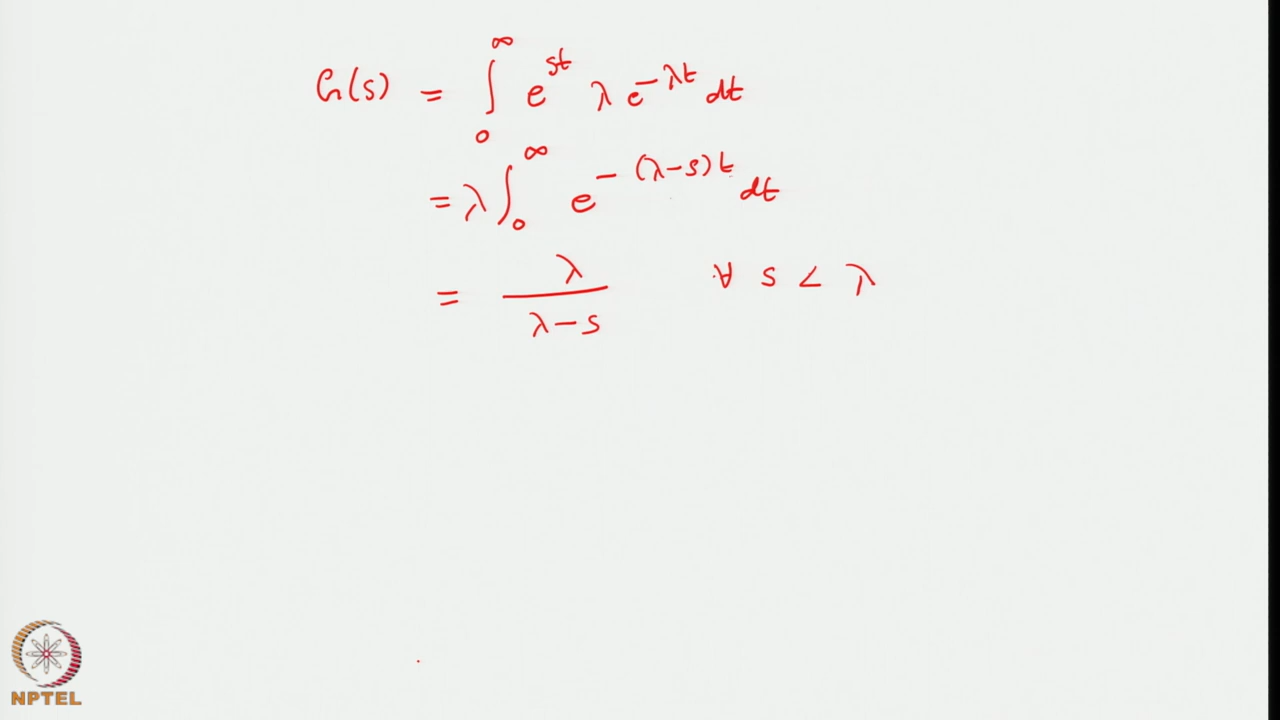 G(s) = ∫₀^∞ e^{st} λ e^{-λt} dt
= λ ∫₀^∞ e^{-(λ-s)t} dt
= λ/(λ-s) ∀ s < λ
NPTEL